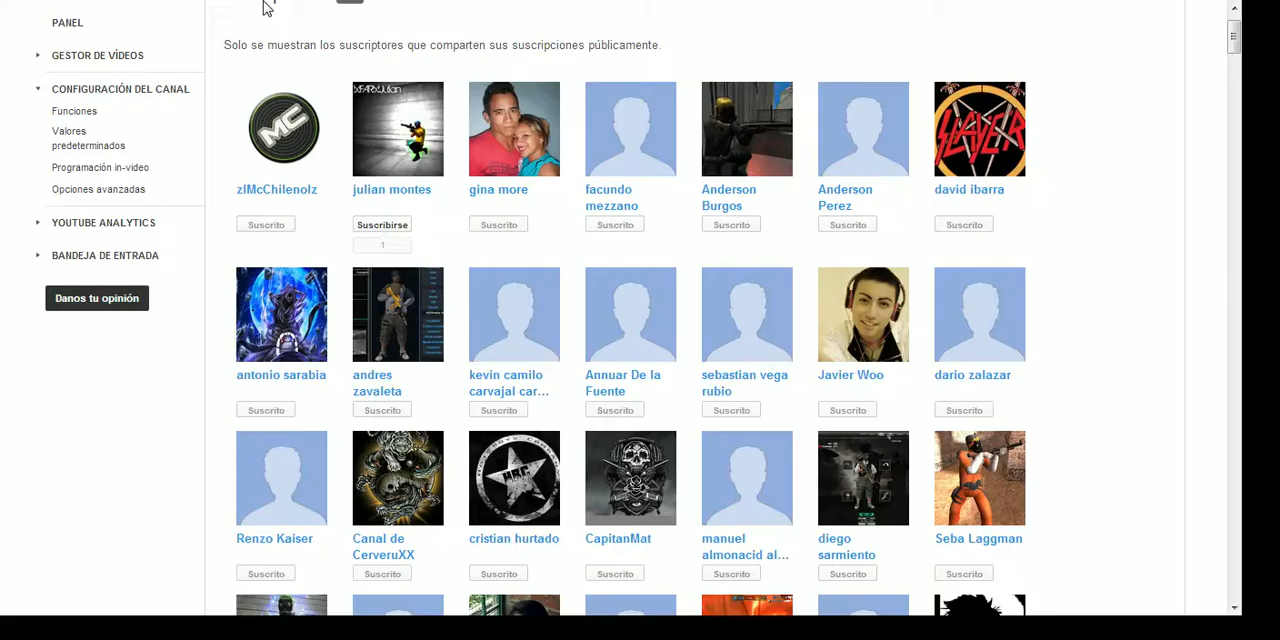 PANEL
GESTOR DE VÍDEOS
CONFIGURACIÓN DEL CANAL
Funciones
Valores
predeterminados
Programación in-video
Opciones avanzadas
YOUTUBE ANALYTICS
BANDEJA DE ENTRADA
Danos tu opinión
Solo se muestran los suscriptores que comparten sus suscripciones públicamente.
MC
xFARxJulian
SLAYER
zIMcChilenoIz
julian montes
gina more
facundo
mezzano
Anderson
Burgos
Anderson
Perez
david ibarra
Suscrito
Suscribirse
Suscrito
Suscrito
Suscrito
Suscrito
Suscrito
1
antonio sarabia
andres
zavaleta
kevin camilo
carvajal car...
Annuar De la
Fuente
sebastian vega
rubio
Javier Woo
dario zalazar
Suscrito
Suscrito
Suscrito
Suscrito
Suscrito
Suscrito
Suscrito
HBC
Renzo Kaiser
Canal de
CerveruXX
cristian hurtado
CapitanMat
manuel
almonacid al...
diego
sarmiento
Seba Laggman
Suscrito
Suscrito
Suscrito
Suscrito
Suscrito
Suscrito
Suscrito